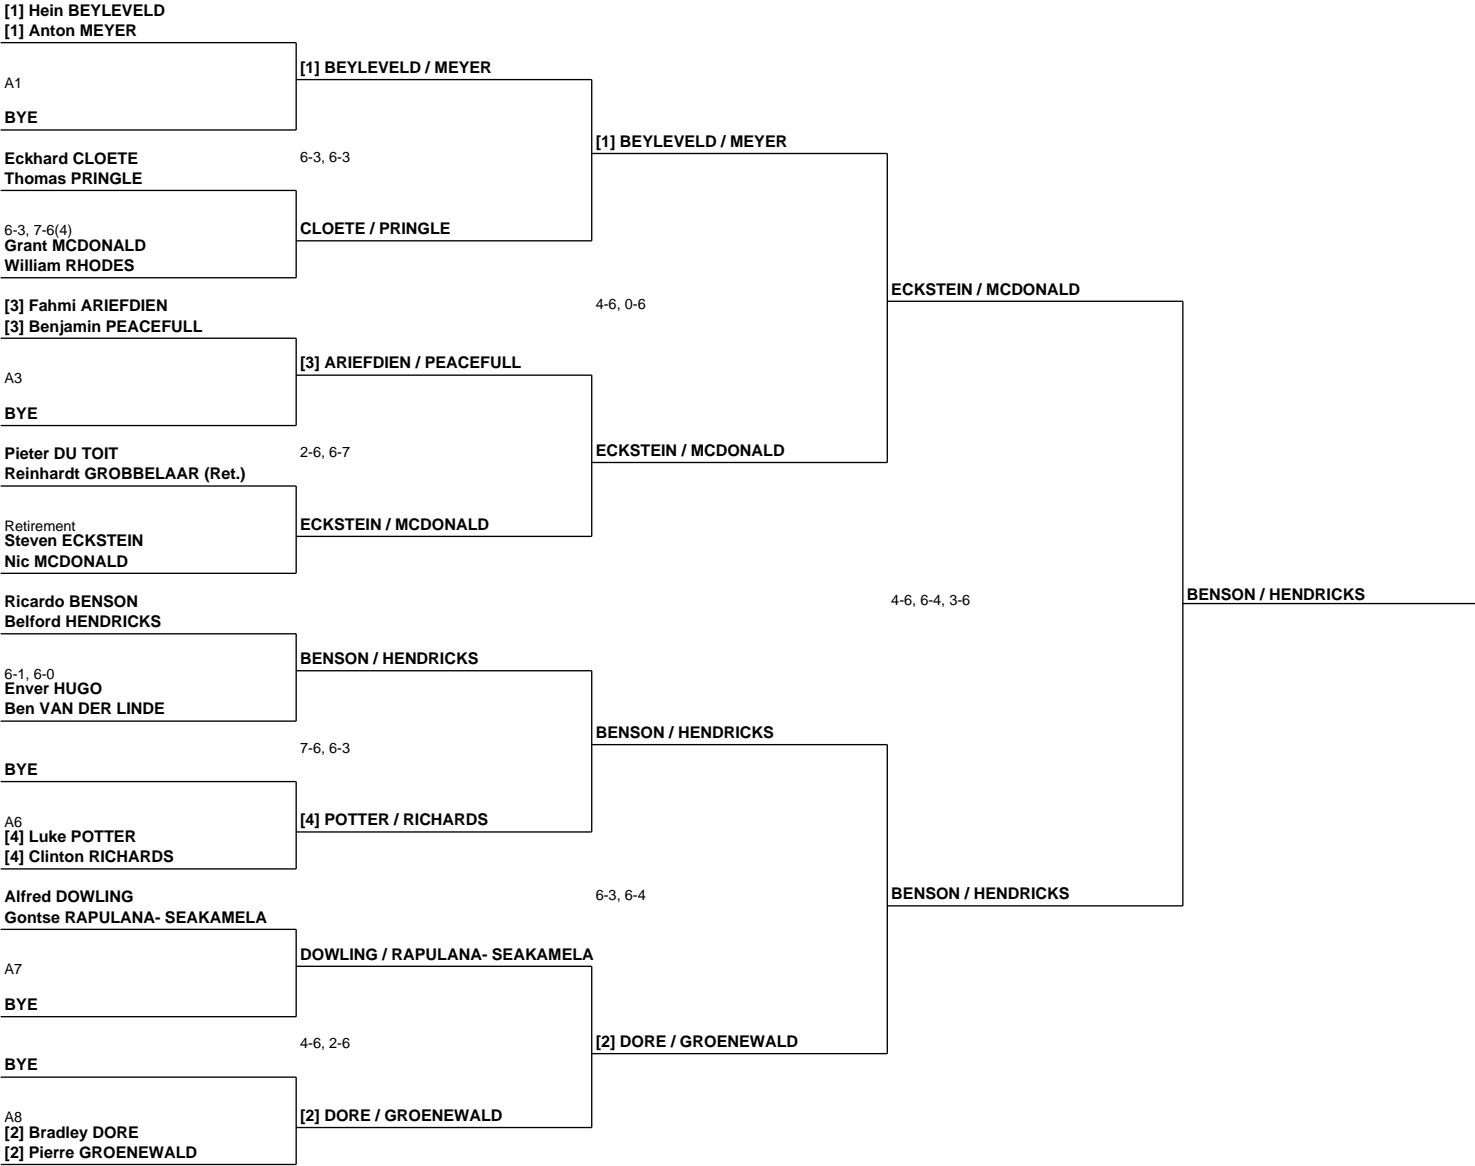 [1] Hein BEYLEVELD
[1] Anton MEYER
[1] BEYLEVELD / MEYER
A1
BYE
[1] BEYLEVELD / MEYER
Eckhard CLOETE
6-3, 6-3
Thomas PRINGLE
6-3, 7-6(4)
CLOETE / PRINGLE
Grant MCDONALD
William RHODES
ECKSTEIN / MCDONALD
[3] Fahmi ARIEFDIEN
4-6, 0-6
[3] Benjamin PEACEFULL
[3] ARIEFDIEN / PEACEFULL
A3
BYE
Pieter DU TOIT
2-6, 6-7
ECKSTEIN / MCDONALD
Reinhardt GROBBELAAR (Ret.)
Retirement
ECKSTEIN / MCDONALD
Steven ECKSTEIN
Nic MCDONALD
BENSON / HENDRICKS
Ricardo BENSON
4-6, 6-4, 3-6
Belford HENDRICKS
BENSON / HENDRICKS
6-1, 6-0
Enver HUGO
Ben VAN DER LINDE
BENSON / HENDRICKS
7-6, 6-3
BYE
A6
[4] POTTER / RICHARDS
[4] Luke POTTER
[4] Clinton RICHARDS
Alfred DOWLING
6-3, 6-4
BENSON / HENDRICKS
Gontse RAPULANA- SEAKAMELA
DOWLING / RAPULANA- SEAKAMELA
A7
BYE
4-6, 2-6
[2] DORE / GROENEWALD
BYE
A8
[2] DORE / GROENEWALD
[2] Bradley DORE
[2] Pierre GROENEWALD